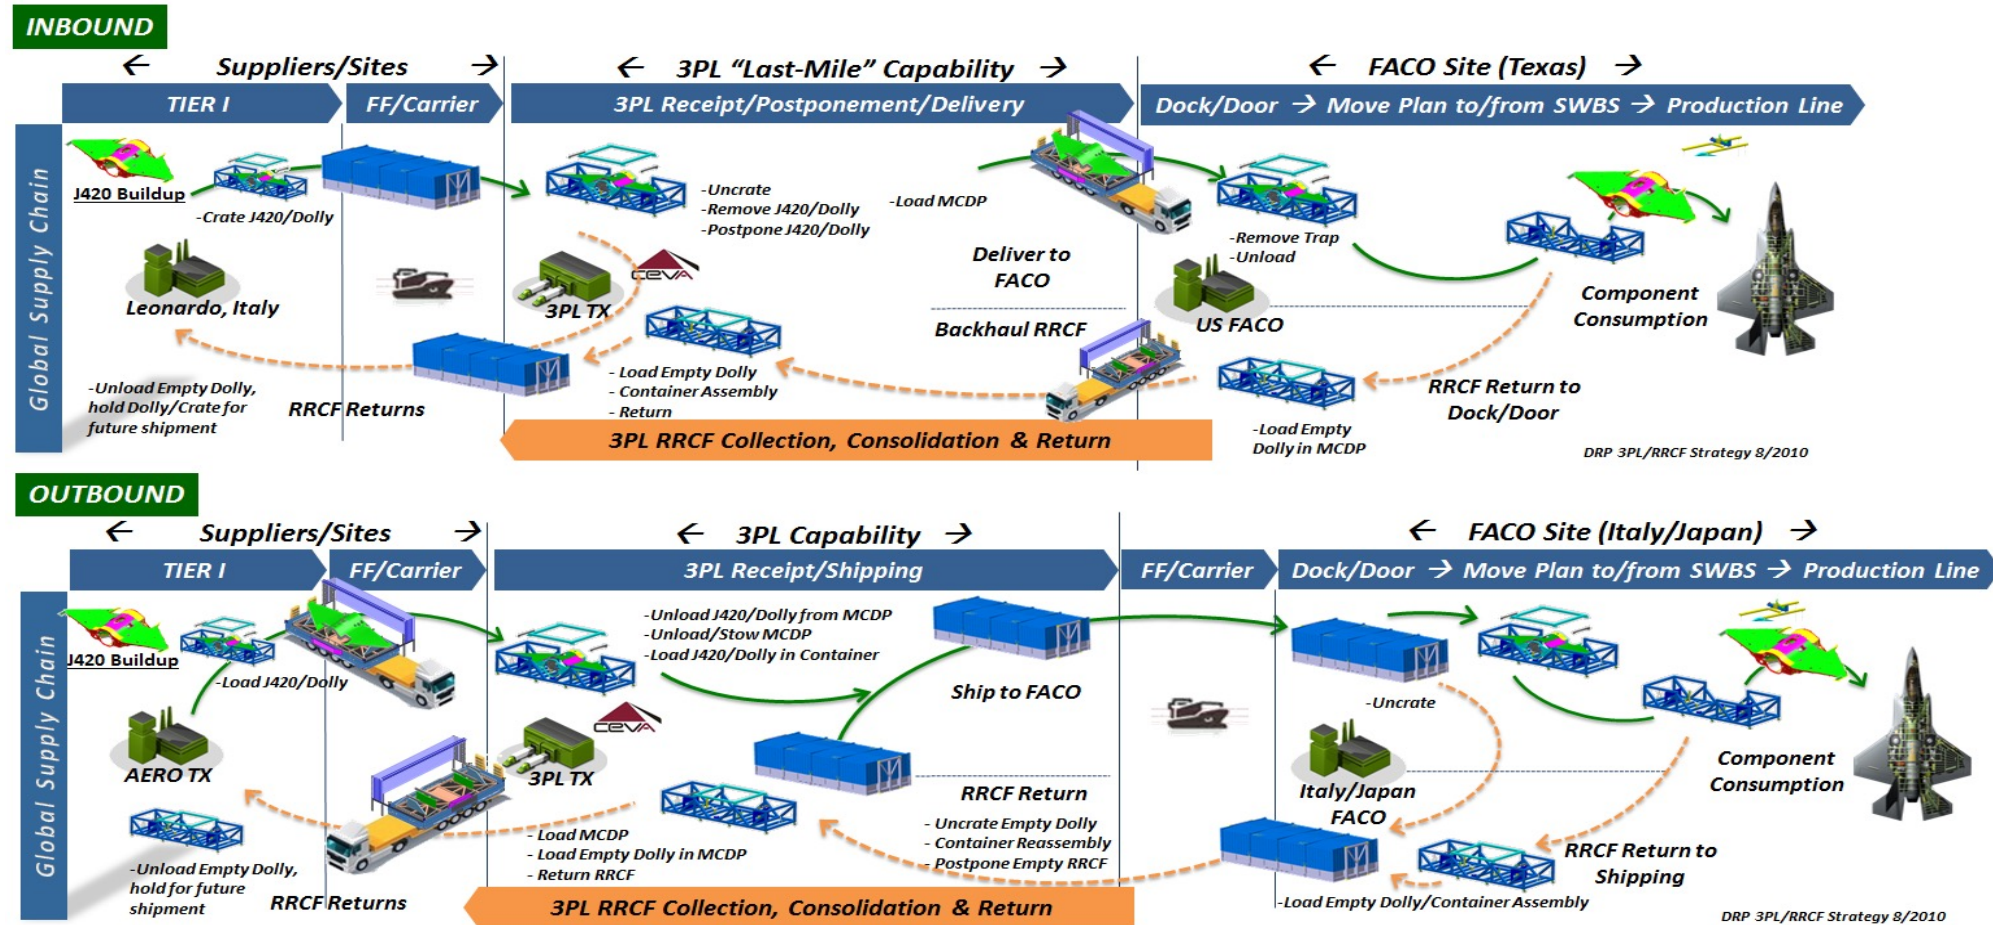 INBOUND
← Suppliers/Sites →
← 3PL “Last-Mile” Capability →
← FACO Site (Texas) →
TIER I
FF/Carrier
3PL Receipt/Postponement/Delivery
Dock/Door → Move Plan to/from SWBS → Production Line
Global Supply Chain
J420 Buildup
-Crate J420/Dolly
-Uncrate
-Remove J420/Dolly
-Postpone J420/Dolly
-Load MCDP
-Remove Trap
-Unload
Leonardo, Italy
3PL TX
CEVA
Deliver to
FACO
Backhaul RRCF
US FACO
Component
Consumption
-Unload Empty Dolly,
hold Dolly/Crate for
future shipment
RRCF Returns
- Load Empty Dolly
- Container Assembly
- Return
RRCF Return to
Dock/Door
-Load Empty
Dolly in MCDP
3PL RRCF Collection, Consolidation & Return
DRP 3PL/RRCF Strategy 8/2010
OUTBOUND
← Suppliers/Sites →
← 3PL Capability →
← FACO Site (Italy/Japan) →
TIER I
FF/Carrier
3PL Receipt/Shipping
FF/Carrier
Dock/Door → Move Plan to/from SWBS → Production Line
Global Supply Chain
J420 Buildup
-Load J420/Dolly
-Unload J420/Dolly from MCDP
-Unload/Stow MCDP
-Load J420/Dolly in Container
Ship to FACO
-Uncrate
AERO TX
3PL TX
CEVA
RRCF Return
Italy/Japan
FACO
Component
Consumption
-Unload Empty Dolly,
hold for future
shipment
RRCF Returns
- Load MCDP
- Load Empty Dolly in MCDP
- Return RRCF
- Uncrate Empty Dolly
- Container Reassembly
- Postpone Empty RRCF
RRCF Return to
Shipping
-Load Empty Dolly/Container Assembly
3PL RRCF Collection, Consolidation & Return
DRP 3PL/RRCF Strategy 8/2010